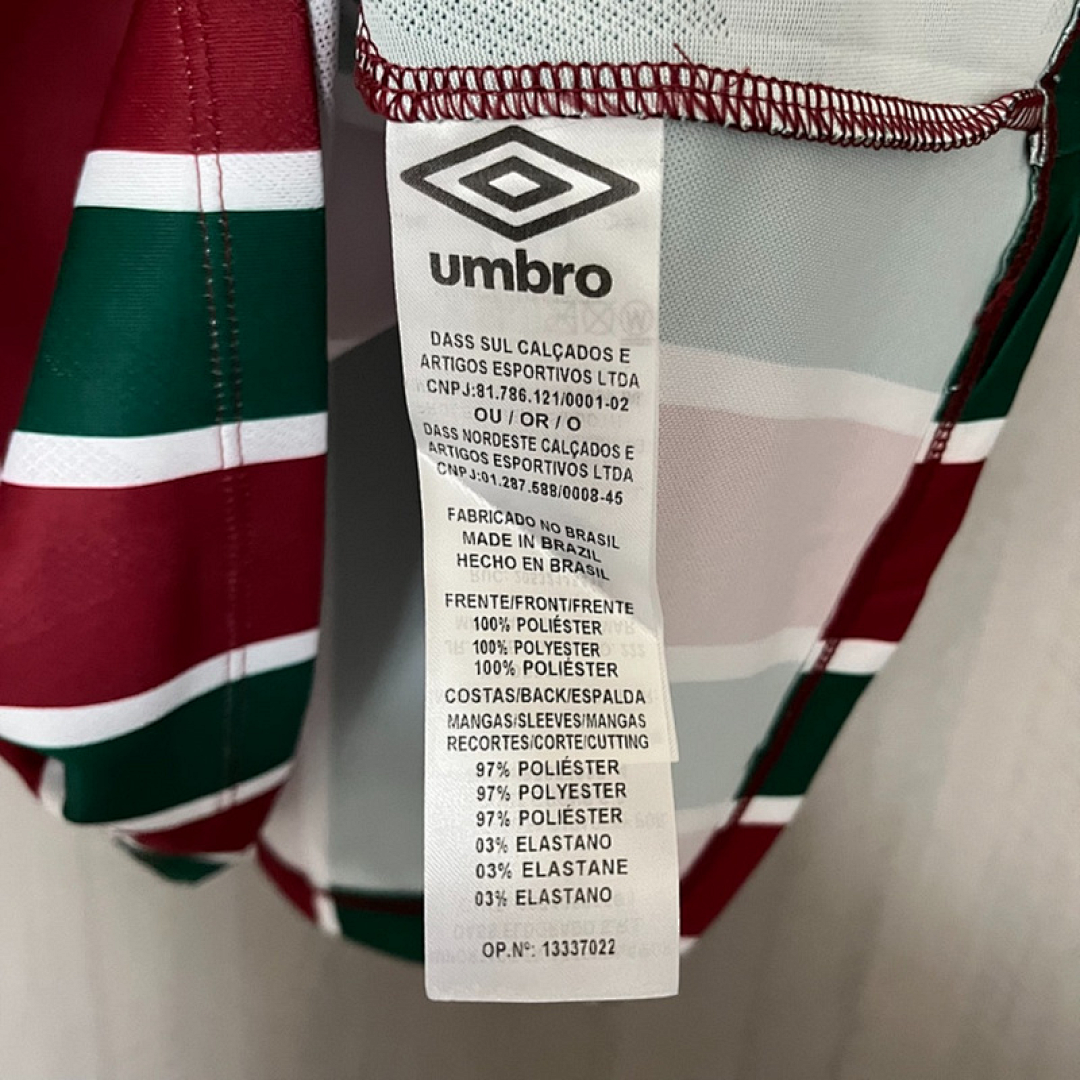 umbro
DASS SUL CALÇADOS E
ARTIGOS ESPORTIVOS LTDA
CNPJ:81.786.121/0001-02
OU / OR / O
DASS NORDESTE CALÇADOS E
ARTIGOS ESPORTIVOS LTDA
CNPJ:01.287.588/0008-45
FABRICADO NO BRASIL
MADE IN BRAZIL
HECHO EN BRASIL
FRENTE/FRONT/FRENTE
100% POLIÉSTER
100% POLYESTER
100% POLIÉSTER
COSTAS/BACK/ESPALDA
MANGAS/SLEEVES/MANGAS
RECORTES/CORTE/CUTTING
97% POLIÉSTER
97% POLYESTER
97% POLIÉSTER
03% ELASTANO
03% ELASTANE
03% ELASTANO
OP.Nº: 13337022